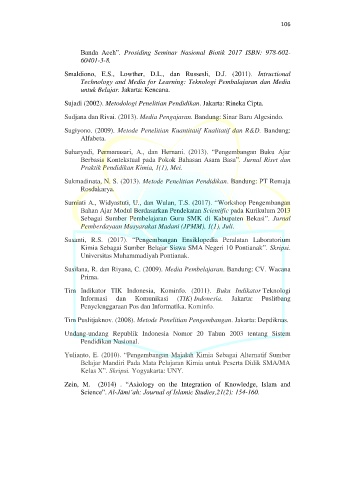 106
Banda Aceh”. Prosiding Seminar Nasional Biotik 2017 ISBN: 978-602-
60401-3-8.
Smaldiono, E.S., Lowther, D.L., dan Russesll, D.J. (2011). Intractional
Technology and Media for Learning: Teknologi Pembalajaran dan Media
untuk Belajar. Jakarta: Kencana.
Sujadi (2002). Metodologi Penelitian Pendidikan. Jakarta: Rineka Cipta.
Sudjana dan Rivai. (2013). Media Pengajaran. Bandung: Sinar Baru Algesindo.
Sugiyono. (2009). Metode Penelitian Kuantitatif Kualitatif dan R&D. Bandung;
Alfabeta.
Suharyadi, Permanasari, A., dan Hernani. (2013). “Pengembangan Buku Ajar
Berbasis Kontekstual pada Pokok Bahasan Asam Basa”. Jurnal Riset dan
Praktik Pendidikan Kimia, 1(1), Mei.
Sukmadinata, N. S. (2013). Metode Penelitian Pendidikan. Bandung: PT Remaja
Rosdakarya.
Sumiati A., Widyastuti, U., dan Wulan, T.S. (2017). “Workshop Pengembangan
Bahan Ajar Modul Berdasarkan Pendekatan Scientific pada Kurikulum 2013
Sebagai Sumber Pembelajaran Guru SMK di Kabupaten Bekasi”. Jurnal
Pemberdayaan Masyarakat Madani (JPMM), 1(1), Juli.
Susanti, R.S. (2017). “Pengembangan Ensiklopedia Peralatan Laboratorium
Kimia Sebagai Sumber Belajar Siswa SMA Negeri 10 Pontianak”. Skripsi.
Universitas Muhammadiyah Pontianak.
Susilana, R. dan Riyana, C. (2009). Media Pembelajaran. Bandung: CV. Wacana
Prima.
Tim Indikator TIK Indonesia, Kominfo. (2011). Buku Indikator Teknologi
Informasi dan Komunikasi (TIK) Indonesia. Jakarta: Puslitbang
Penyelenggaraan Pos dan Informatika. Kominfo.
Tim Puslitjaknov. (2008). Metode Penelitian Pengembangan. Jakarta: Depdiknas.
Undang-undang Republik Indonesia Nomor 20 Tahun 2003 tentang Sistem
Pendidikan Nasional.
Yulianto, E. (2010). “Pengembangan Majalah Kimia Sebagai Alternatif Sumber
Belajar Mandiri Pada Mata Pelajaran Kimia untuk Peserta Didik SMA/MA
Kelas X”. Skripsi. Yogyakarta: UNY.
Zein, M. (2014) . “Axiology on the Integration of Knowledge, Islam and
Science”. Al-Jāmi’ah: Journal of Islamic Studies,21(2): 154-160.